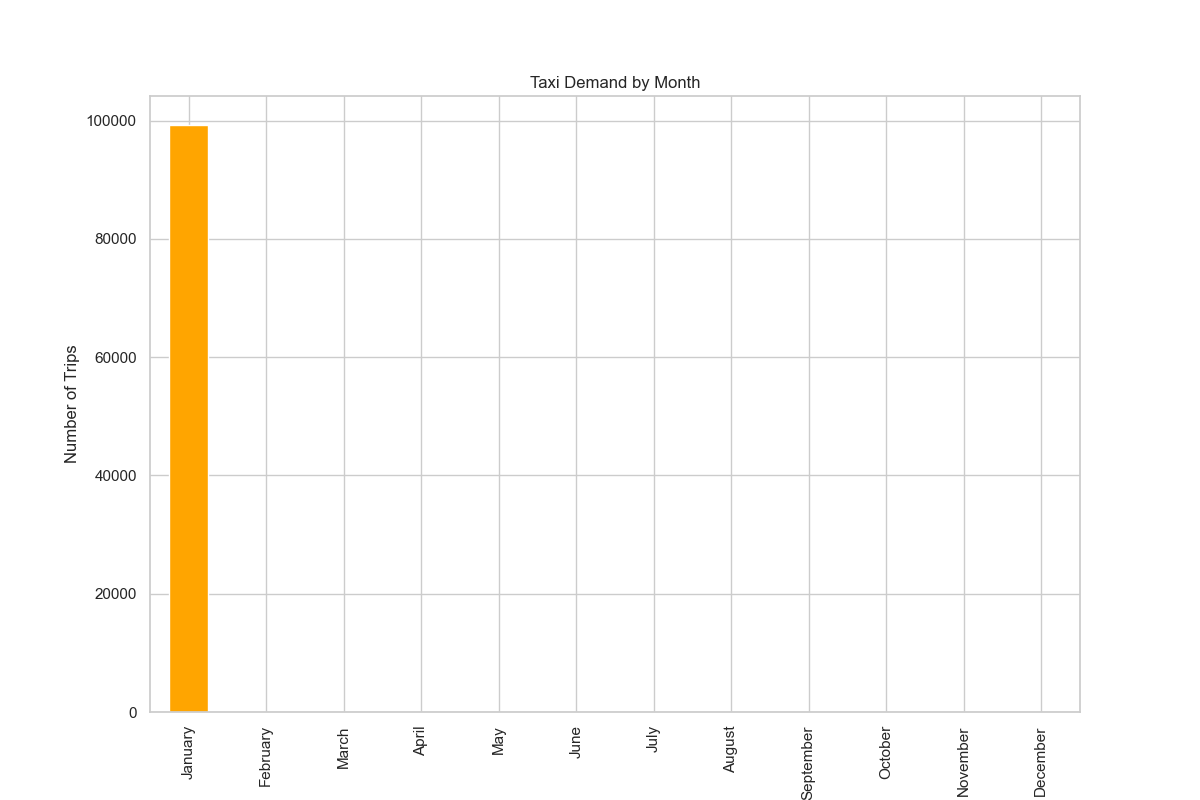 Taxi Demand by Month
Number of Trips
100000
80000
60000
40000
20000
0
January
February
March
April
May
June
July
August
September
October
November
December